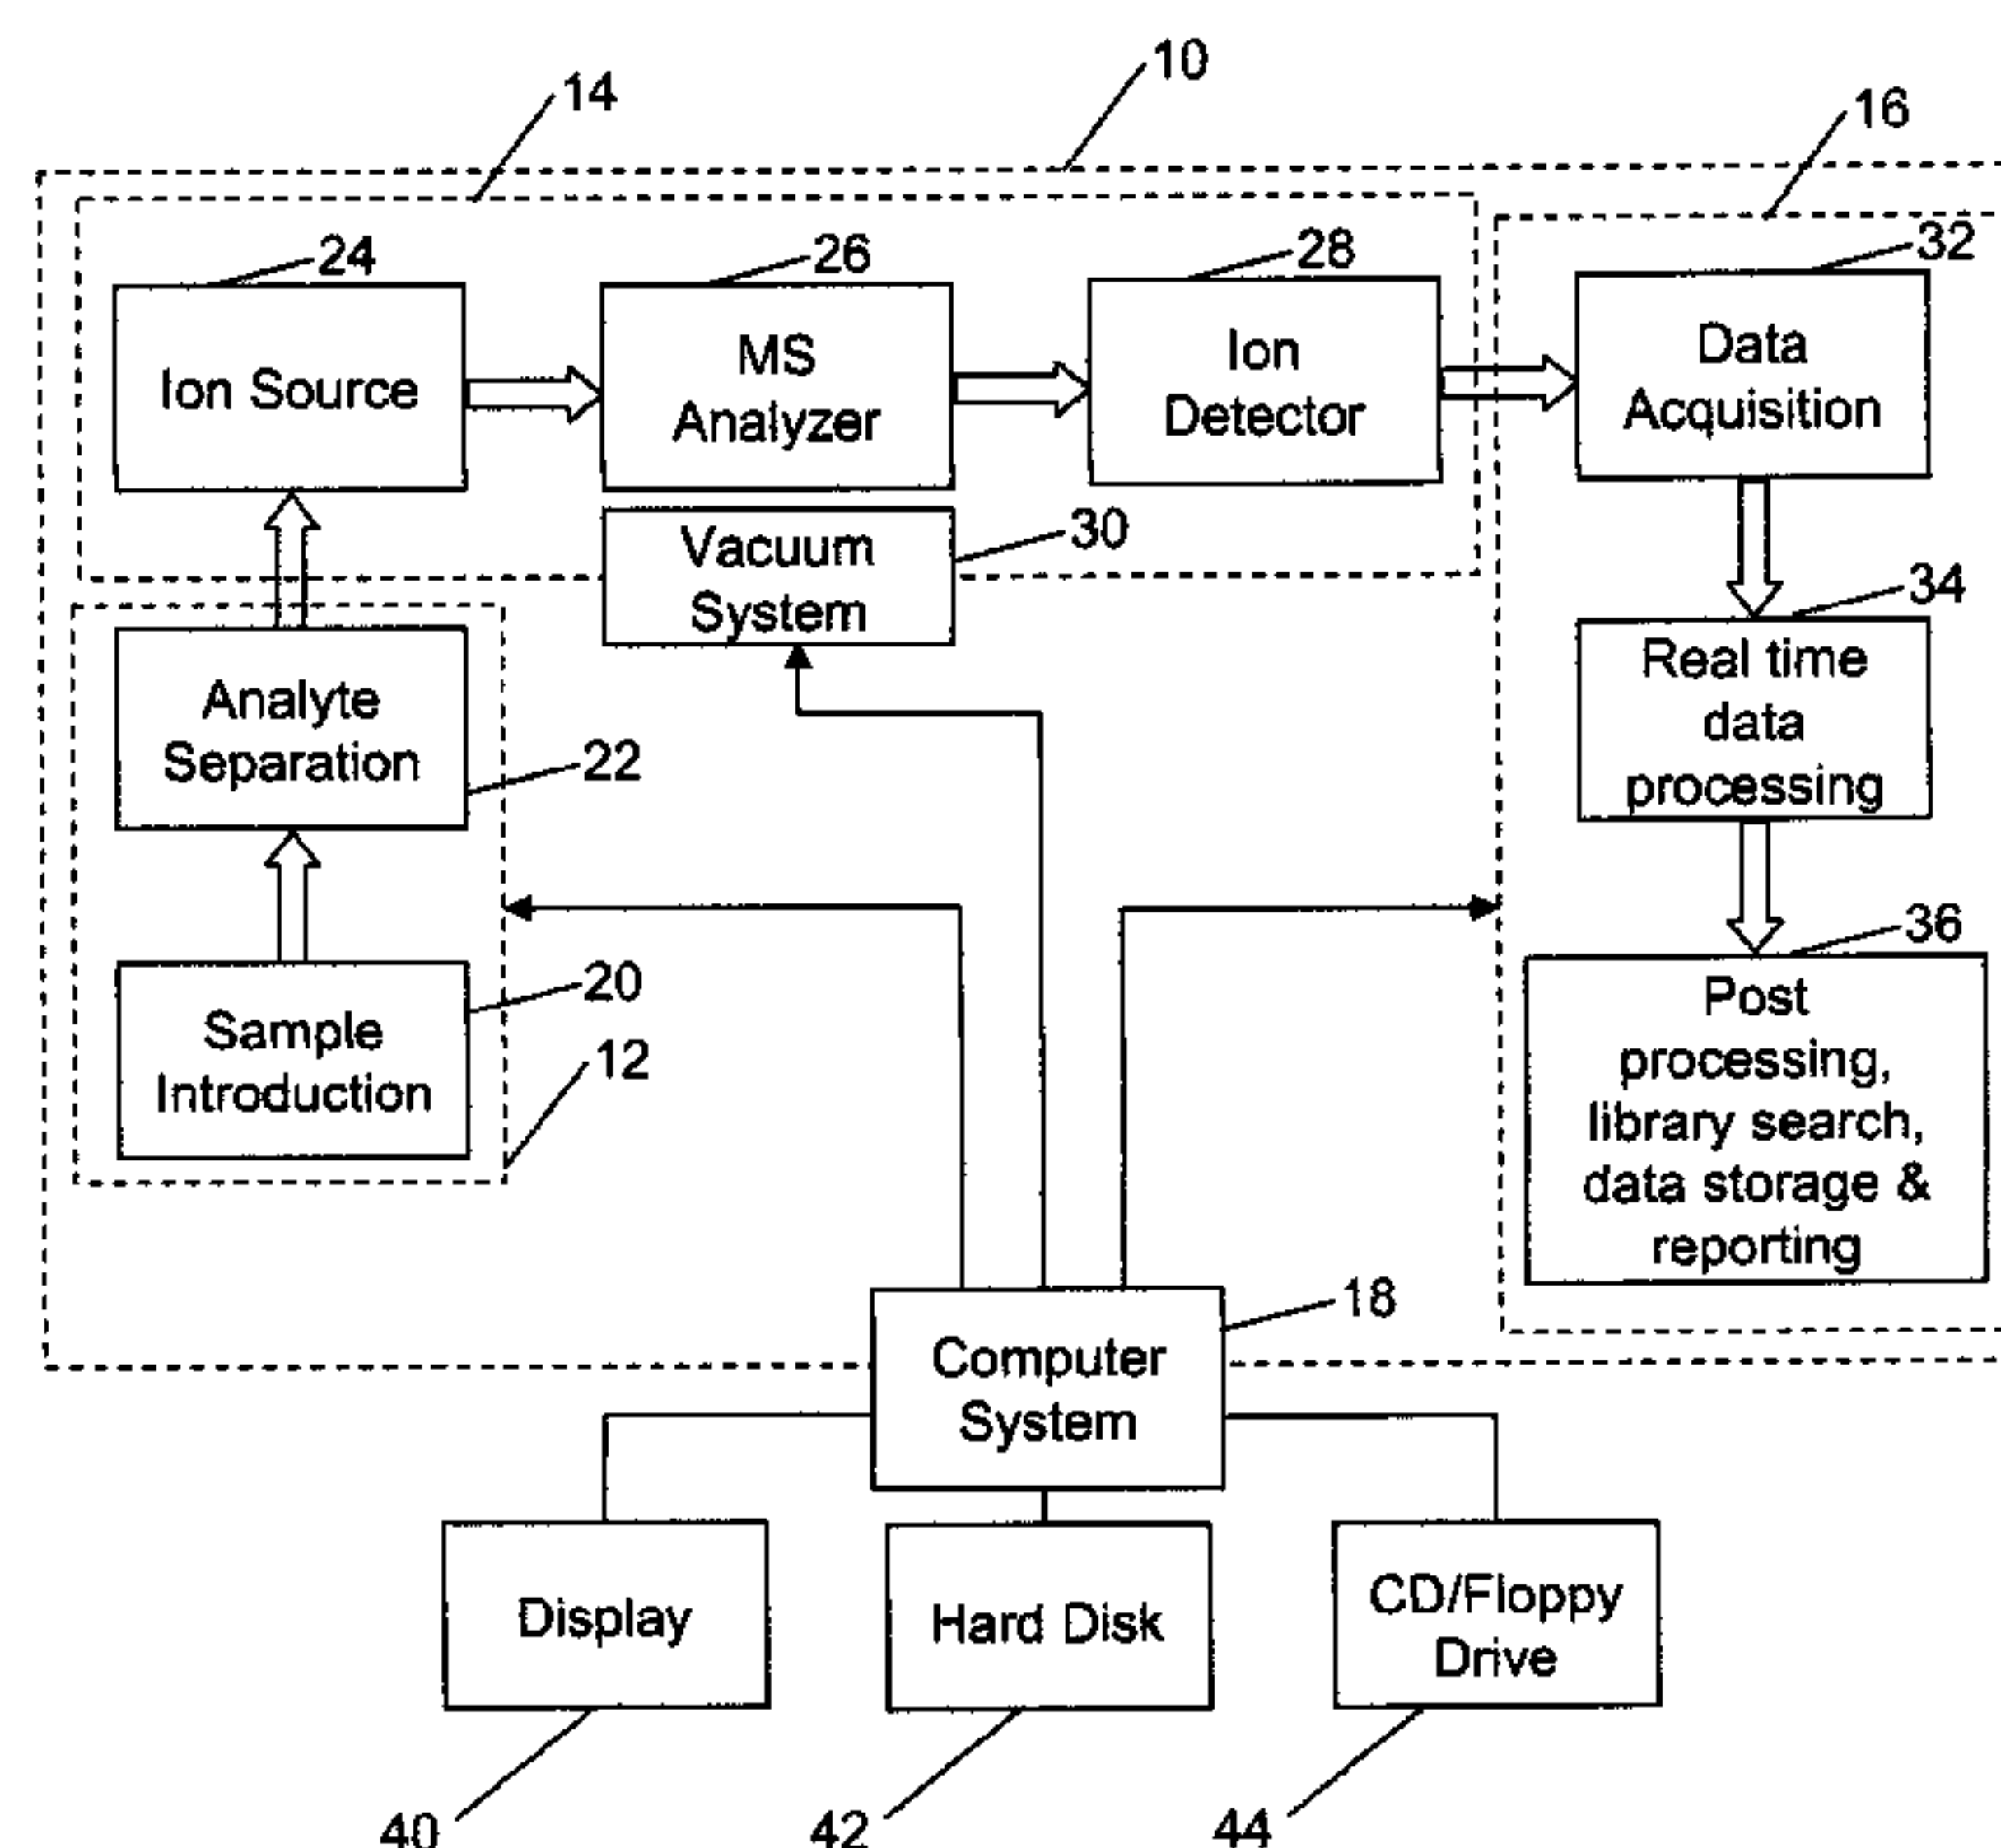 10
14
16
24
26
28
32
Ion Source
MS
Analyzer
Ion
Detector
Data
Acquisition
Vacuum
System
30
34
Real time
data
processing
Analyte
Separation
22
36
Post
processing,
library search,
data storage &
reporting
20
Sample
Introduction
12
18
Computer
System
Display
Hard Disk
CD/Floppy
Drive
40
42
44